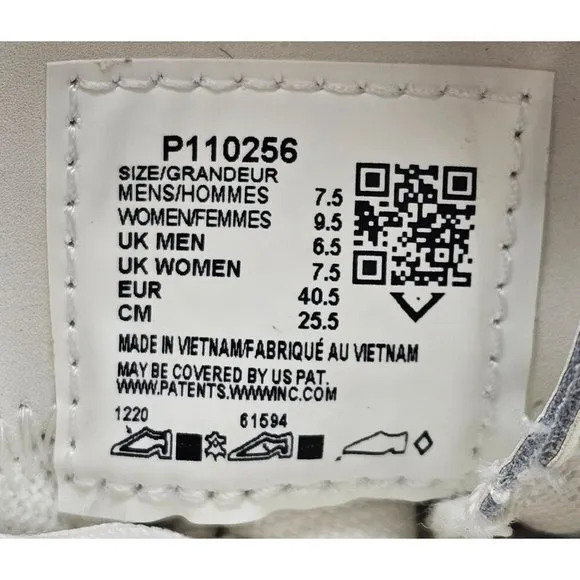 P110256
SIZE/GRANDEUR
MENS/HOMMES 7.5
WOMEN/FEMMES 9.5
UK MEN 6.5
UK WOMEN 7.5
EUR 40.5
CM 25.5
MADE IN VIETNAM/FABRIQUÉ AU VIETNAM
MAY BE COVERED BY US PAT.
WWW.PATENTS.WWWINC.COM
1220 61594